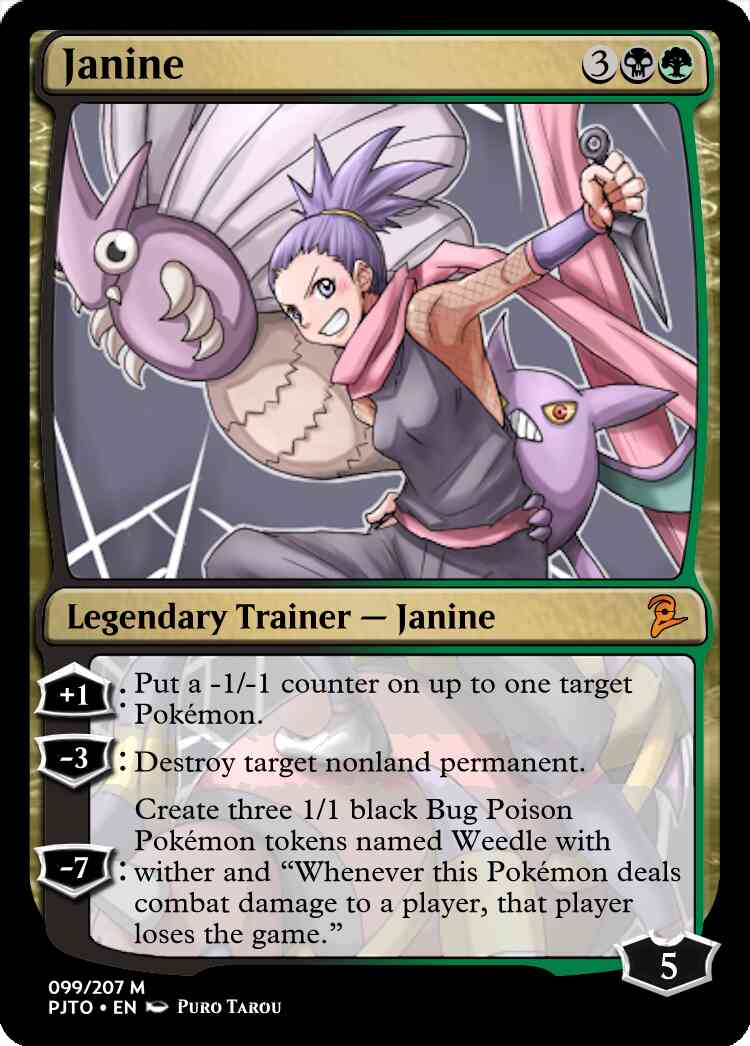 Janine 3
Legendary Trainer — Janine
+1 : Put a -1/-1 counter on up to one target
Pokémon.
-3 : Destroy target nonland permanent.
Create three 1/1 black Bug Poison
Pokémon tokens named Weedle with
-7 : wither and “Whenever this Pokémon deals
combat damage to a player, that player
loses the game.”
5
099/207 M
PJTO • EN Puro Tarou